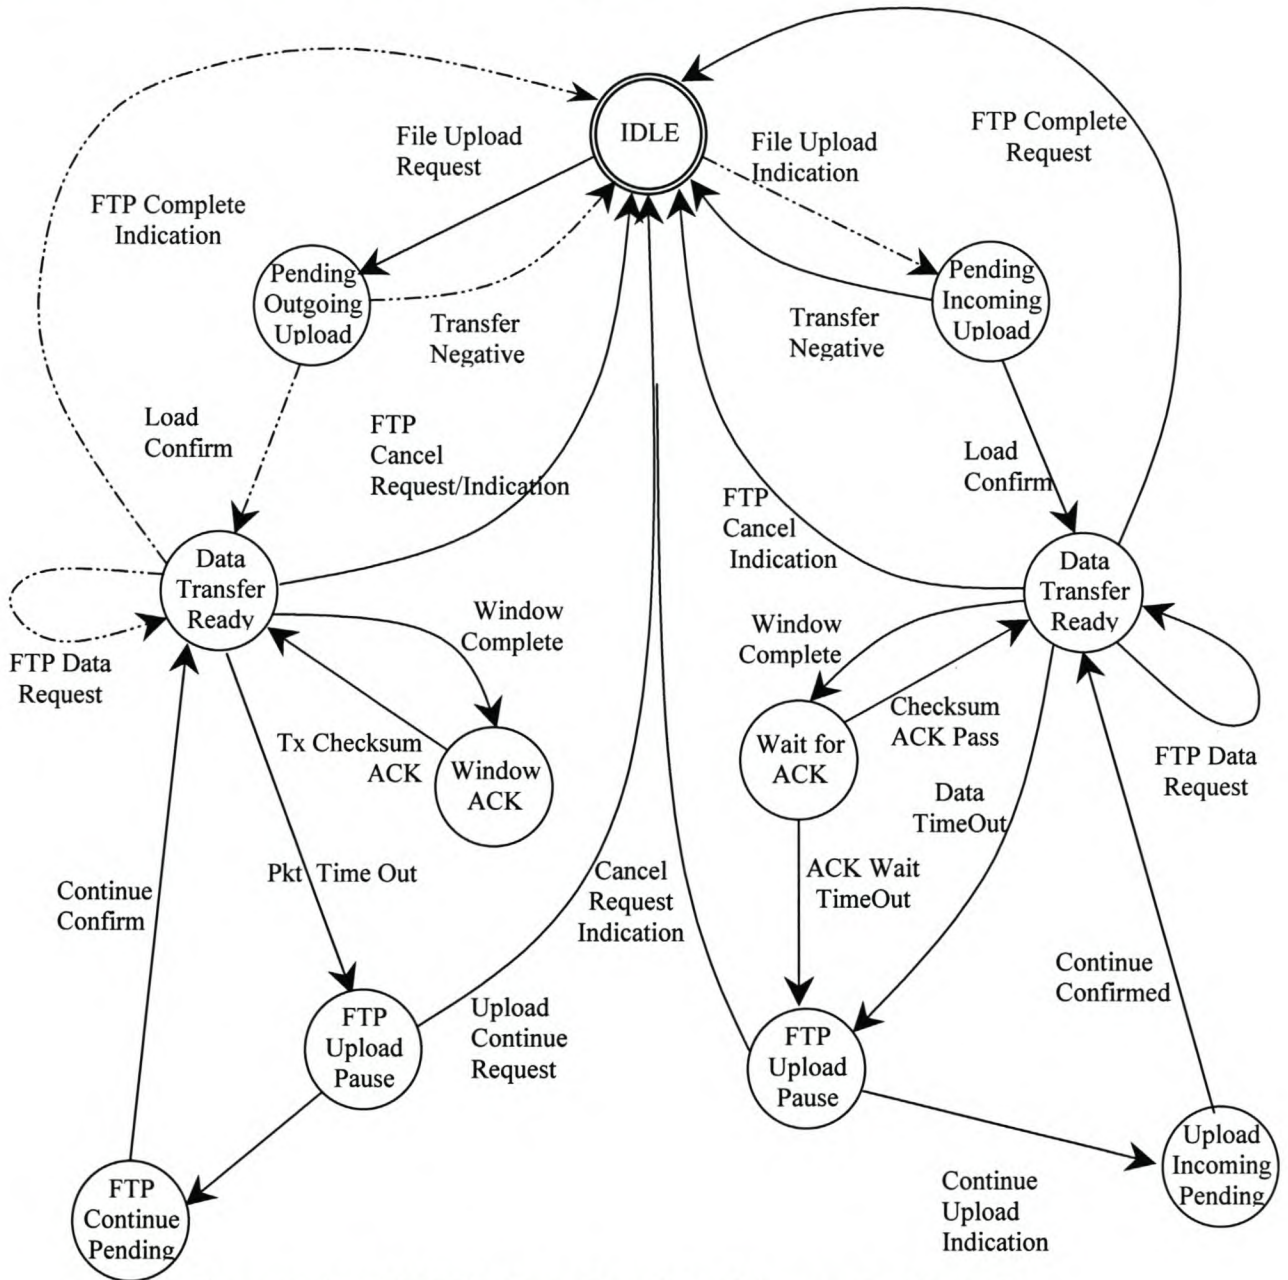 IDLE
File Upload
Request
File Upload
Indication
FTP Complete
Request
FTP Complete
Indication
Pending
Outgoing
Upload
Pending
Incoming
Upload
Transfer
Negative
Transfer
Negative
Load
Confirm
FTP
Cancel
Request/Indication
Load
Confirm
FTP
Cancel
Indication
Data
Transfer
Ready
Data
Transfer
Ready
FTP Data
Request
Window
Complete
Window
Complete
Tx Checksum
ACK
Window
ACK
Wait for
ACK
Checksum
ACK Pass
FTP Data
Request
Data
TimeOut
Pkt Time Out
Continue
Confirm
Cancel
Request
Indication
ACK Wait
TimeOut
Continue
Confirmed
FTP
Upload
Pause
Upload
Continue
Request
FTP
Upload
Pause
Upload
Incoming
Pending
FTP
Continue
Pending
Continue
Upload
Indication